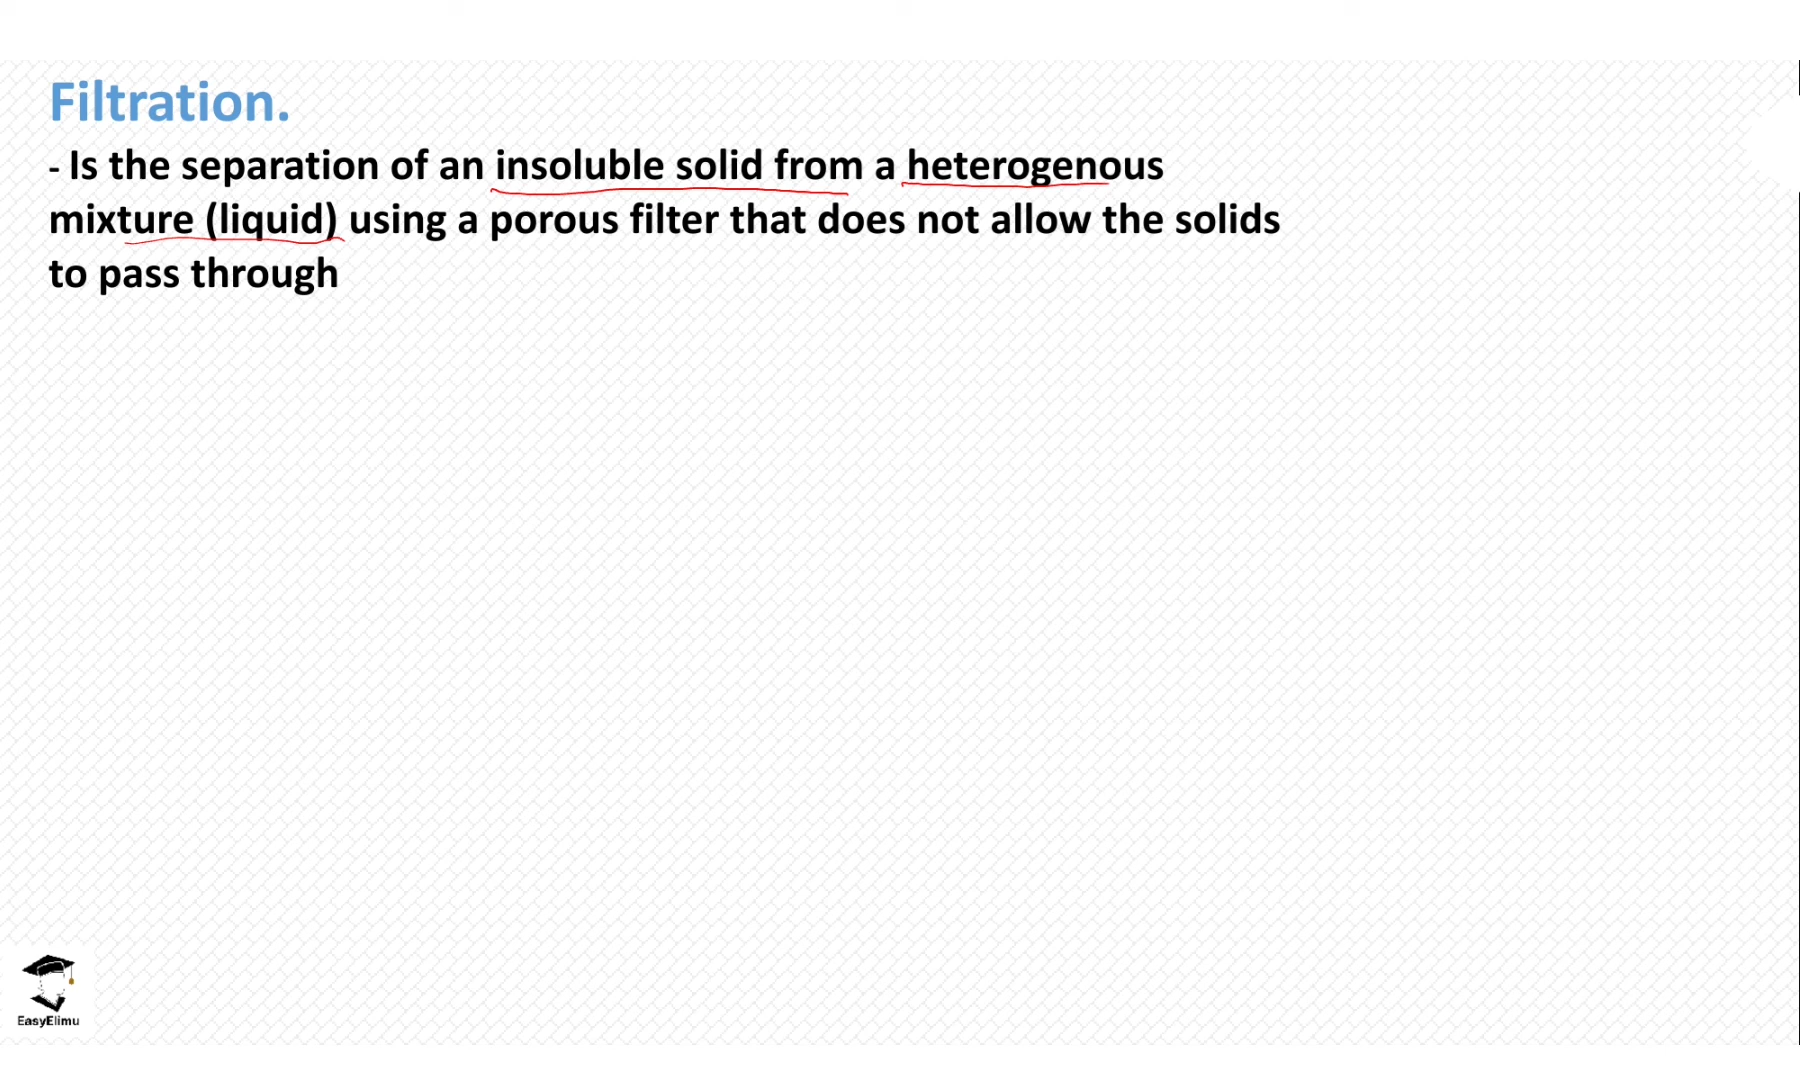 Filtration.
- Is the separation of an insoluble solid from a heterogenous
mixture (liquid) using a porous filter that does not allow the solids
to pass through
EasyElimu